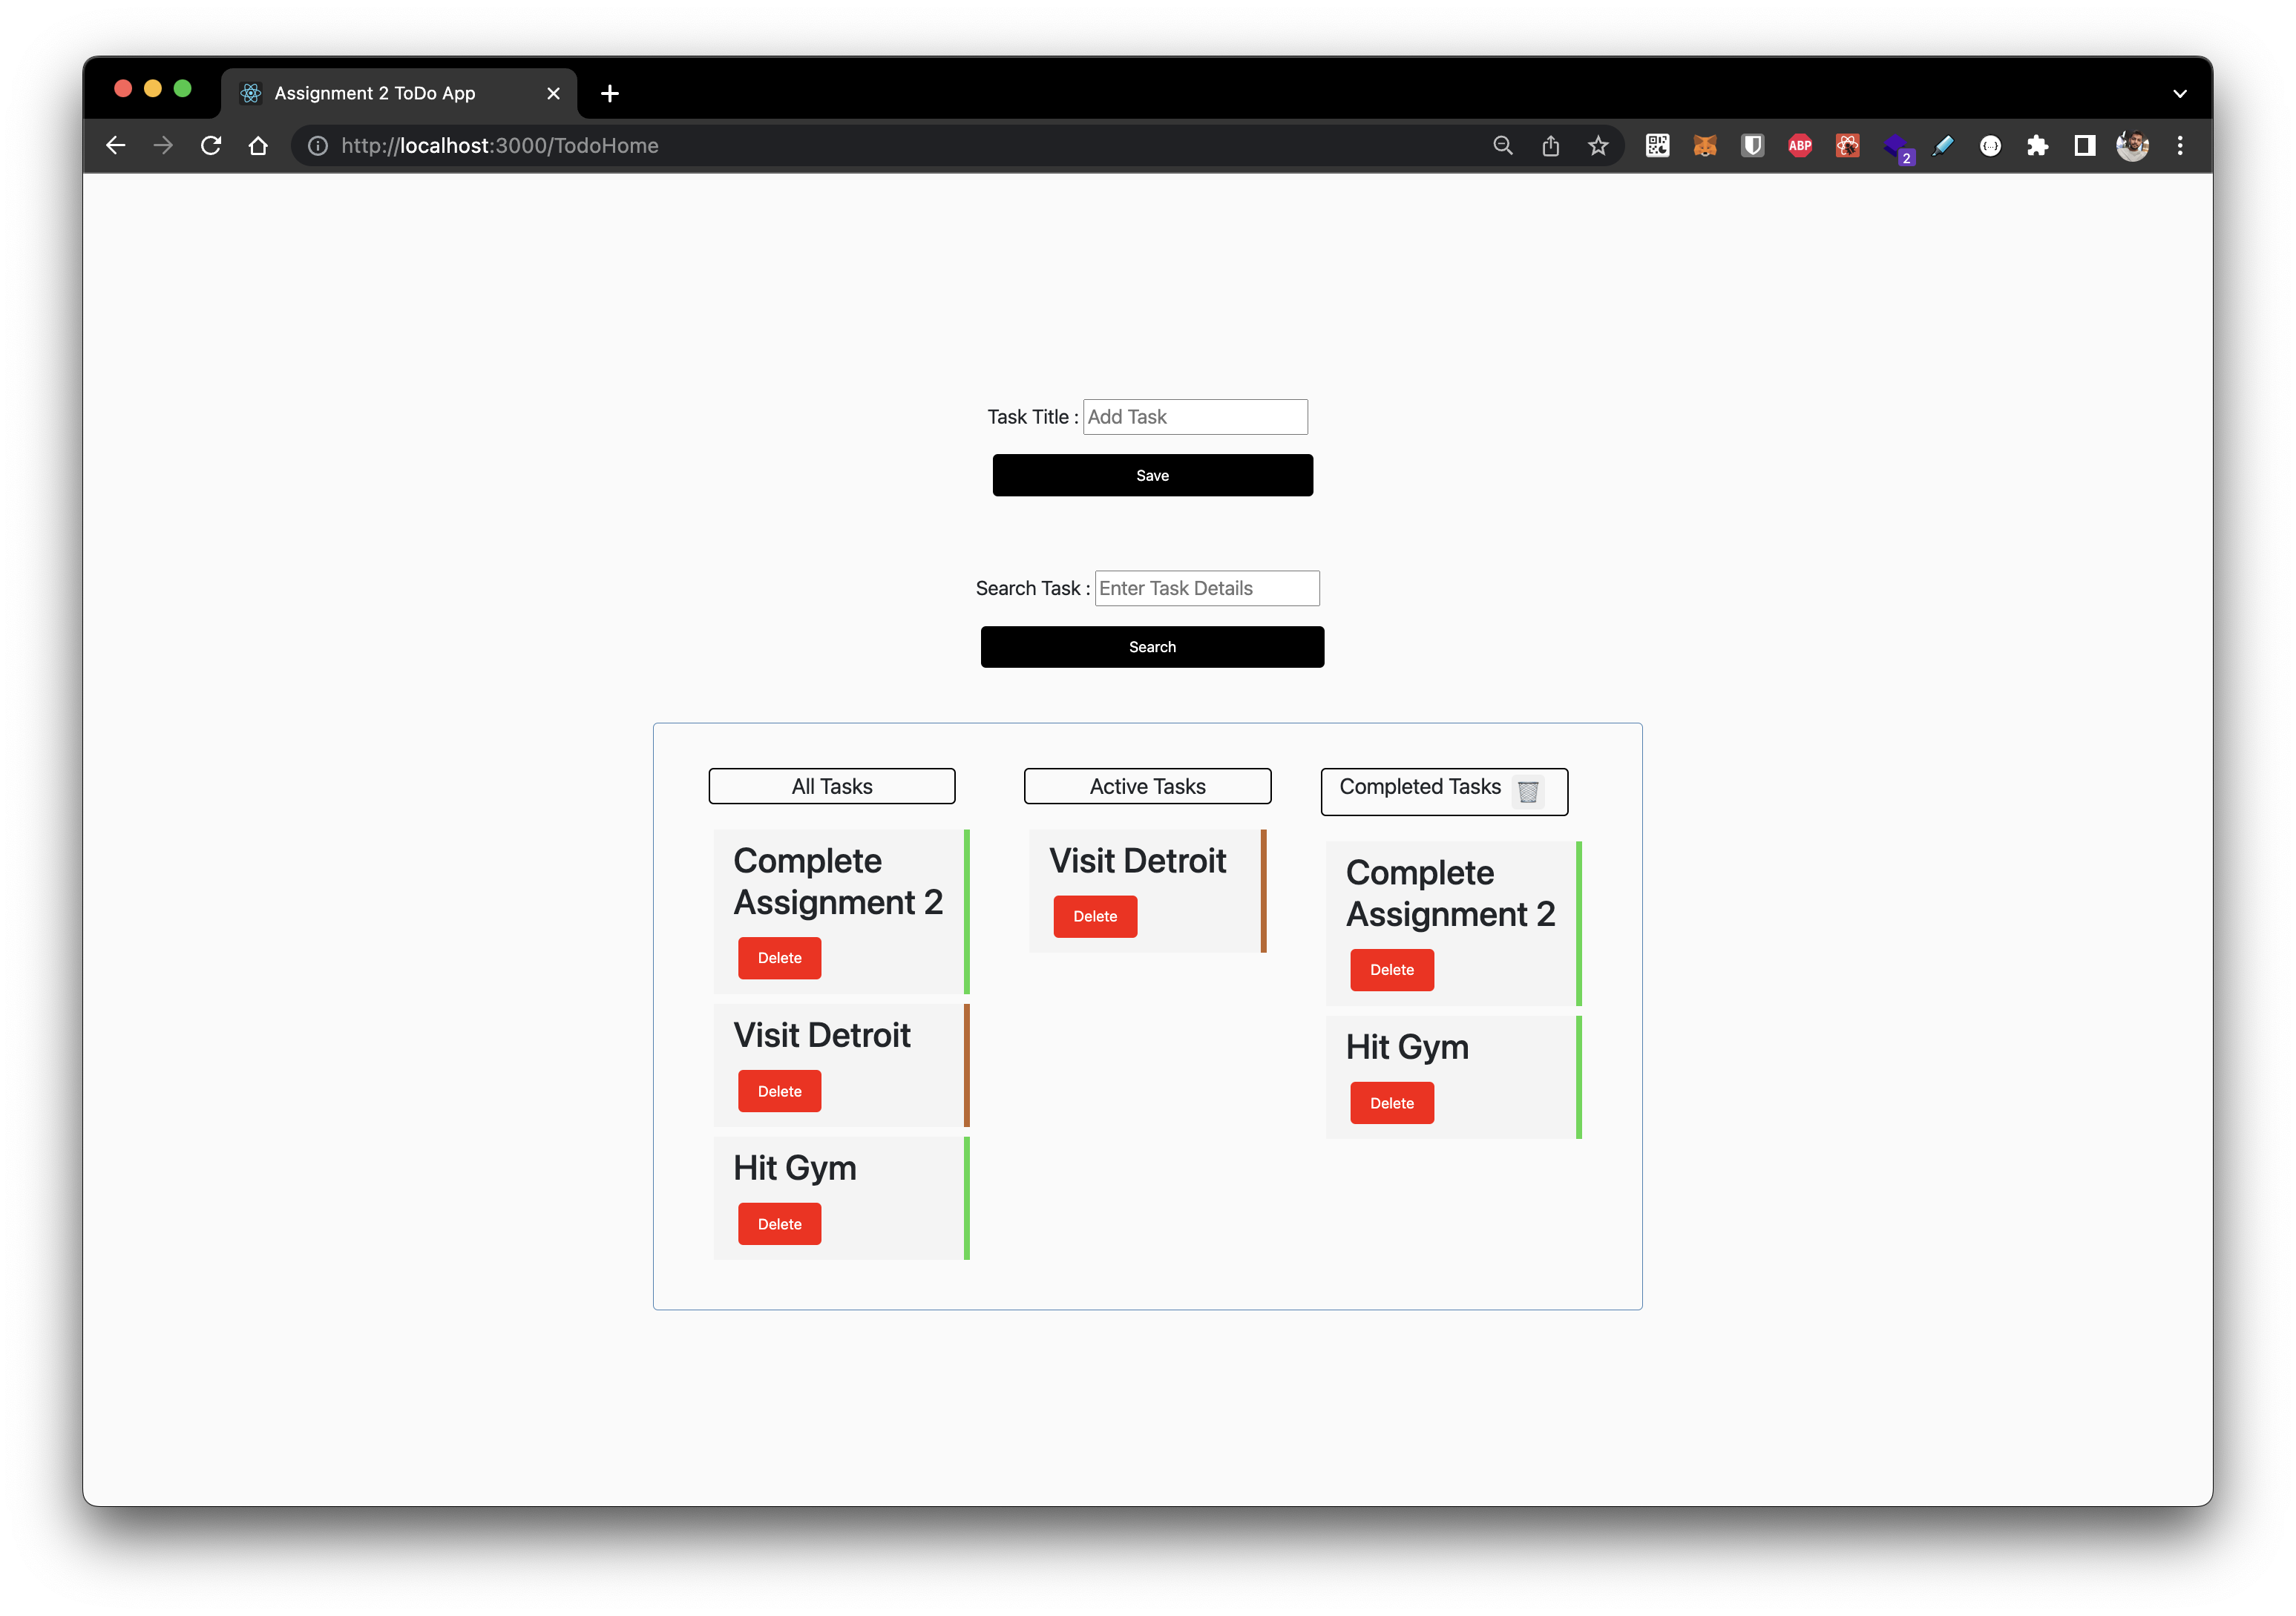 Assignment 2 ToDo App
http://localhost:3000/TodoHome
ABP
2
Task Title : Add Task
Save
Search Task : Enter Task Details
Search
All Tasks
Complete
Assignment 2
Delete
Visit Detroit
Delete
Hit Gym
Delete
Active Tasks
Visit Detroit
Delete
Completed Tasks
Complete
Assignment 2
Delete
Hit Gym
Delete